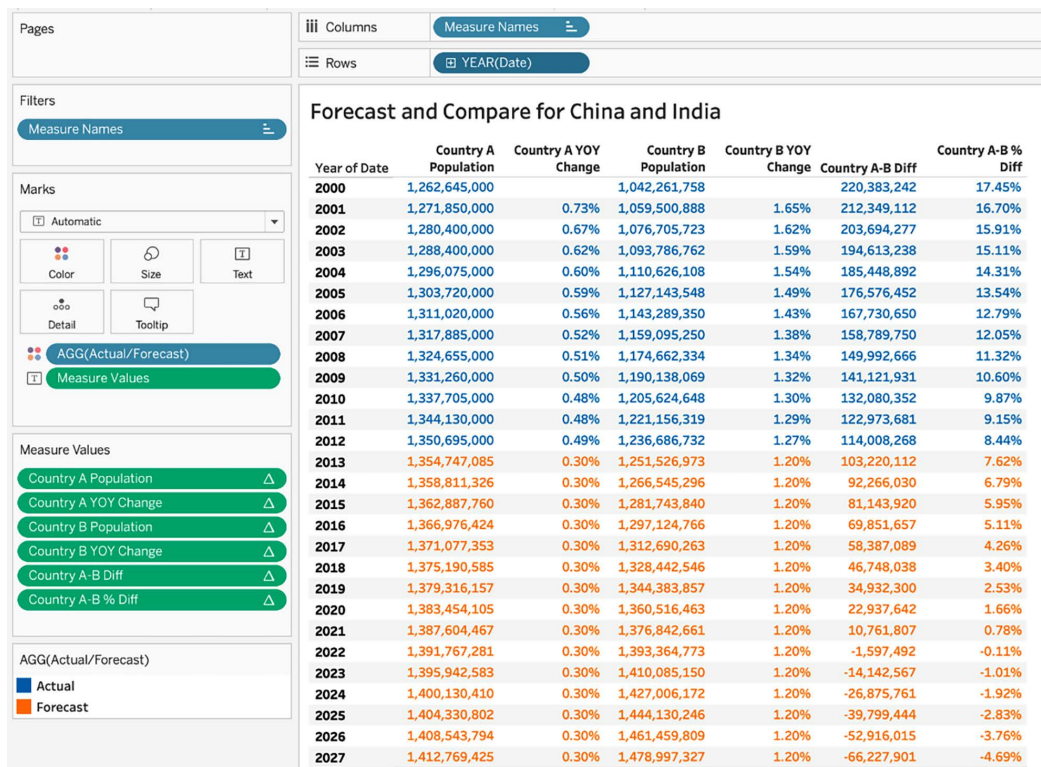 Pages
Columns
Measure Names
Rows
YEAR(Date)
Filters
Measure Names
Marks
Automatic
Color
Size
Text
Detail
Tooltip
AGG(Actual/Forecast)
Measure Values
Measure Values
Country A Population
Country A YOY Change
Country B Population
Country B YOY Change
Country A-B Diff
Country A-B % Diff
AGG(Actual/Forecast)
Actual
Forecast
Forecast and Compare for China and India
Year of Date Country A Population Country A YOY Change Country B Population Country B YOY Change Country A-B Diff Country A-B % Diff
2000 1,262,645,000 1,042,261,758 220,383,242 17.45%
2001 1,271,850,000 0.73% 1,059,500,888 1.65% 212,349,112 16.70%
2002 1,280,400,000 0.67% 1,076,705,723 1.62% 203,694,277 15.91%
2003 1,288,400,000 0.62% 1,093,786,762 1.59% 194,613,238 15.11%
2004 1,296,075,000 0.60% 1,110,626,108 1.54% 185,448,892 14.31%
2005 1,303,720,000 0.59% 1,127,143,548 1.49% 176,576,452 13.54%
2006 1,311,020,000 0.56% 1,143,289,350 1.43% 167,730,650 12.79%
2007 1,317,885,000 0.52% 1,159,095,250 1.38% 158,789,750 12.05%
2008 1,324,655,000 0.51% 1,174,662,334 1.34% 149,992,666 11.32%
2009 1,331,260,000 0.50% 1,190,138,069 1.32% 141,121,931 10.60%
2010 1,337,705,000 0.48% 1,205,624,648 1.30% 132,080,352 9.87%
2011 1,344,130,000 0.48% 1,221,156,319 1.29% 122,973,681 9.15%
2012 1,350,695,000 0.49% 1,236,686,732 1.27% 114,008,268 8.44%
2013 1,354,747,085 0.30% 1,251,526,973 1.20% 103,220,112 7.62%
2014 1,358,811,326 0.30% 1,266,545,296 1.20% 92,266,030 6.79%
2015 1,362,887,760 0.30% 1,281,743,840 1.20% 81,143,920 5.95%
2016 1,366,976,424 0.30% 1,297,124,766 1.20% 69,851,657 5.11%
2017 1,371,077,353 0.30% 1,312,690,263 1.20% 58,387,089 4.26%
2018 1,375,190,585 0.30% 1,328,442,546 1.20% 46,748,038 3.40%
2019 1,379,316,157 0.30% 1,344,383,857 1.20% 34,932,300 2.53%
2020 1,383,454,105 0.30% 1,360,516,463 1.20% 22,937,642 1.66%
2021 1,387,604,467 0.30% 1,376,842,661 1.20% 10,761,807 0.78%
2022 1,391,767,281 0.30% 1,393,364,773 1.20% -1,597,492 -0.11%
2023 1,395,942,583 0.30% 1,410,085,150 1.20% -14,142,567 -1.01%
2024 1,400,130,410 0.30% 1,427,006,172 1.20% -26,875,761 -1.92%
2025 1,404,330,802 0.30% 1,444,130,246 1.20% -39,799,444 -2.83%
2026 1,408,543,794 0.30% 1,461,459,809 1.20% -52,916,015 -3.76%
2027 1,412,769,425 0.30% 1,478,997,327 1.20% -66,227,901 -4.69%